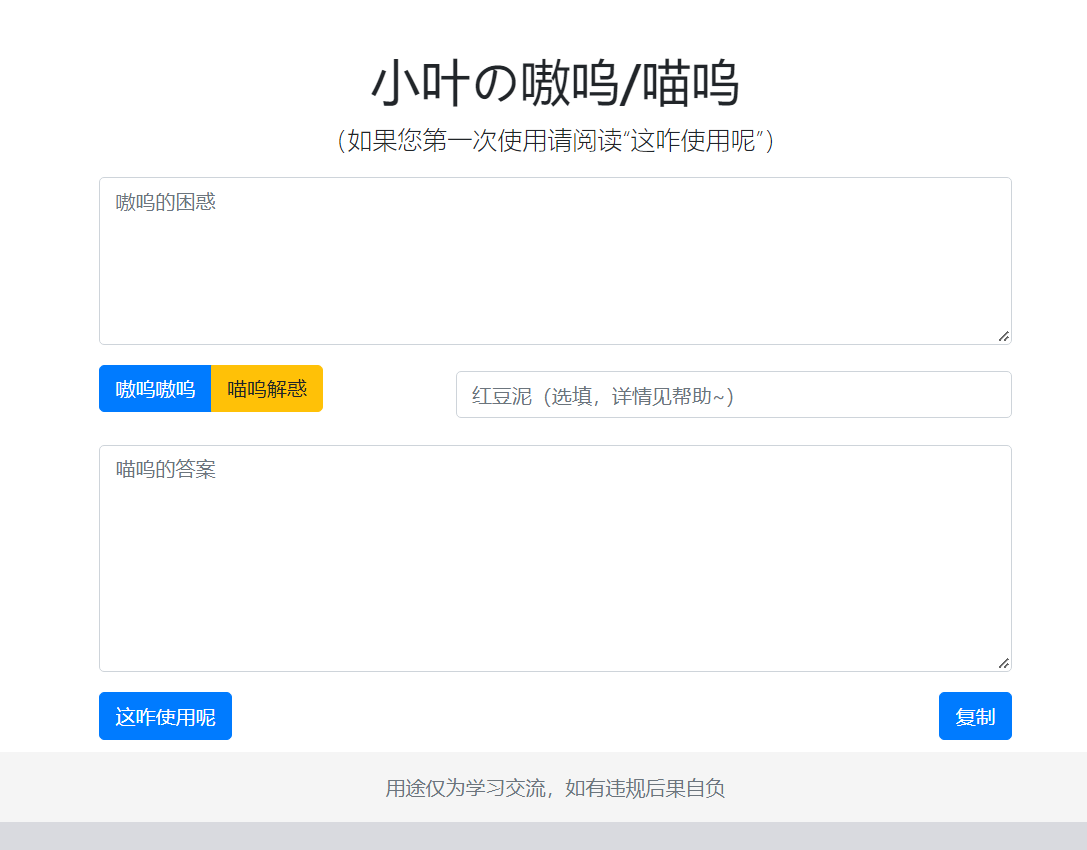 小叶の嗷呜/喵呜
（如果您第一次使用请阅读“这咋使用呢”）
嗷呜的困惑
嗷呜嗷呜 喵呜解惑 红豆泥（选填，详情见帮助~）
喵呜的答案
这咋使用呢 复制
用途仅为学习交流，如有违规后果自负